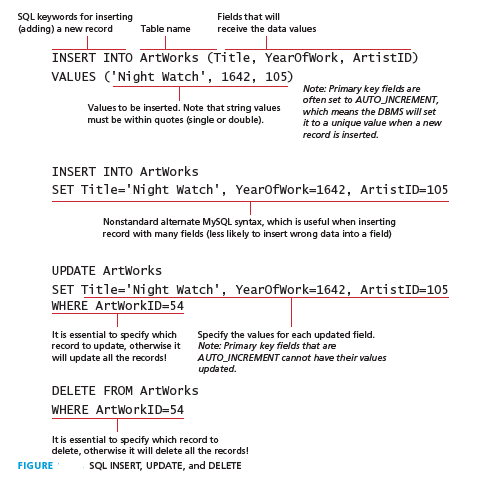 SQL keywords for inserting
(adding) a new record
Table name
Fields that will
receive the data values
INSERT INTO ArtWorks (Title, YearOfWork, ArtistID)
VALUES ('Night Watch', 1642, 105)
Values to be inserted. Note that string values
must be within quotes (single or double).
Note: Primary key fields are
often set to AUTO_INCREMENT,
which means the DBMS will set
it to a unique value when a new
record is inserted.
INSERT INTO ArtWorks
SET Title='Night Watch', YearOfWork=1642, ArtistID=105
Nonstandard alternate MySQL syntax, which is useful when inserting
record with many fields (less likely to insert wrong data into a field)
UPDATE ArtWorks
SET Title='Night Watch', YearOfWork=1642, ArtistID=105
WHERE ArtWorkID=54
It is essential to specify which
record to update, otherwise it
will update all the records!
Specify the values for each updated field.
Note: Primary key fields that are
AUTO_INCREMENT cannot have their values
updated.
DELETE FROM ArtWorks
WHERE ArtWorkID=54
It is essential to specify which record to
delete, otherwise it will delete all the records!
FIGURE SQL INSERT, UPDATE, and DELETE